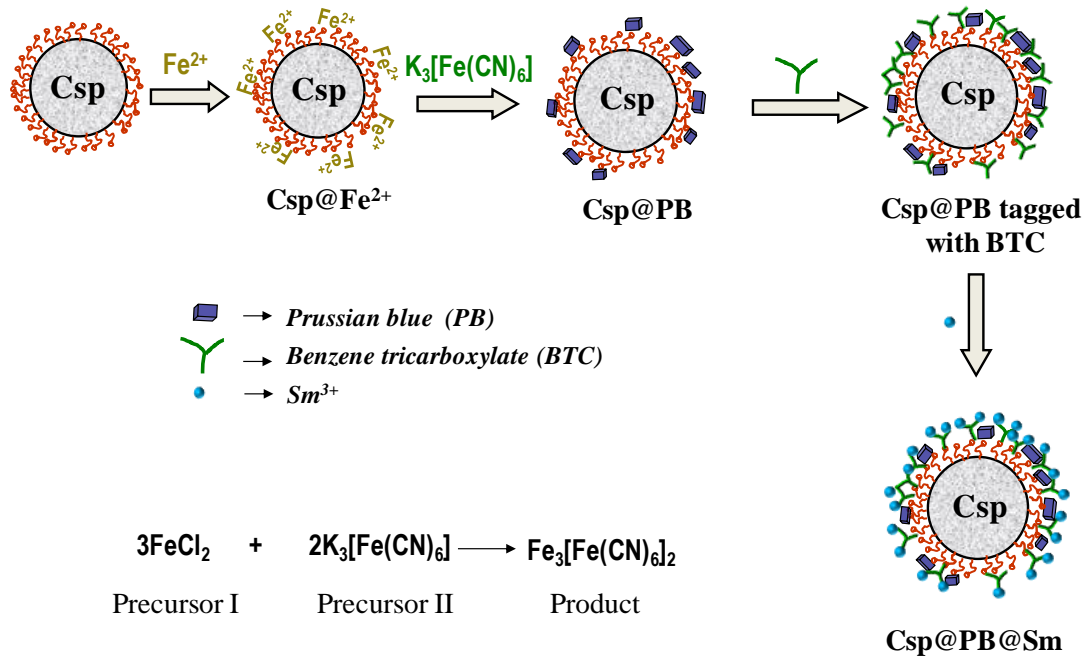 Csp
Fe²⁺
Fe²⁺
Fe²⁺
Fe²⁺
Fe²⁺
Fe²⁺
Fe²⁺
Fe²⁺
Fe²⁺
Fe²⁺
Csp
Csp@Fe²⁺
K₃[Fe(CN)₆]
Csp
Csp@PB
Csp
Csp@PB tagged
with BTC
Prussian blue (PB)
Benzene tricarboxylate (BTC)
Sm³⁺
Csp
Csp@PB@Sm
3FeCl₂ + 2K₃[Fe(CN)₆] → Fe₃[Fe(CN)₆]₂
Precursor I Precursor II Product